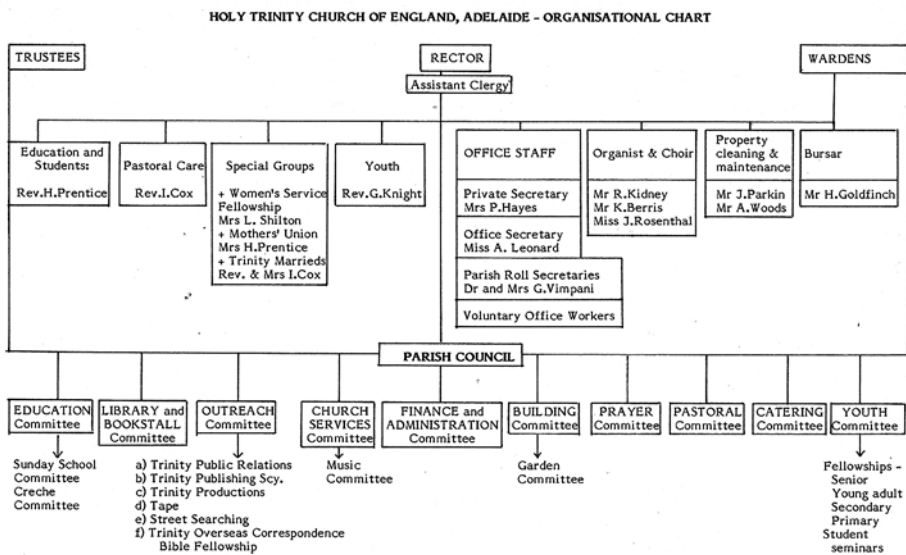 HOLY TRINITY CHURCH OF ENGLAND, ADELAIDE – ORGANISATIONAL CHART
TRUSTEES
RECTOR
WARDENS
Assistant Clergy
Education and
Students:
Rev.H.Prentice
Pastoral Care
Rev.I.Cox
Special Groups
+ Women's Service
Fellowship
Mrs L. Shilton
+ Mothers' Union
Mrs H.Prentice
+ Trinity Marrieds
Rev. & Mrs I.Cox
Youth
Rev.G.Knight
OFFICE STAFF
Private Secretary
Mrs P.Hayes
Office Secretary
Miss A. Leonard
Parish Roll Secretaries
Dr and Mrs G.Vimpani
Voluntary Office Workers
Organist & Choir
Mr R.Kidney
Mr K.Berris
Miss J.Rosenthal
Property
cleaning &
maintenance
Mr J.Parkin
Mr A.Woods
Bursar
Mr H.Goldfinch
PARISH COUNCIL
EDUCATION
Committee
Sunday School
Committee
Creche
Committee
LIBRARY and
BOOKSTALL
Committee
OUTREACH
Committee
a) Trinity Public Relations
b) Trinity Publishing Scy.
c) Trinity Productions
d) Tape
e) Street Searching
f) Trinity Overseas Correspondence
Bible Fellowship
CHURCH
SERVICES
Committee
Music
Committee
FINANCE and
ADMINISTRATION
Committee
BUILDING
Committee
Garden
Committee
PRAYER
Committee
PASTORAL
Committee
CATERING
Committee
YOUTH
Committee
Fellowships –
Senior
Young adult
Secondary
Primary
Student
seminars